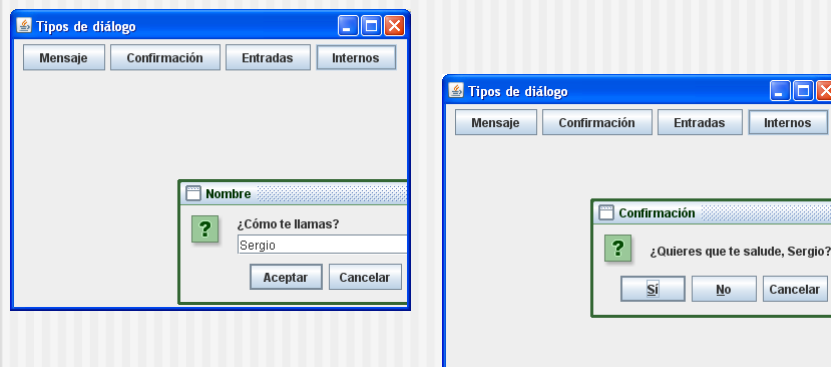 Tipos de diálogo
Mensaje Confirmación Entradas Internos
Nombre
¿Cómo te llamas?
Sergio
Aceptar Cancelar
Tipos de diálogo
Mensaje Confirmación Entradas Internos
Confirmación
¿Quieres que te salude, Sergio?
Sí No Cancelar